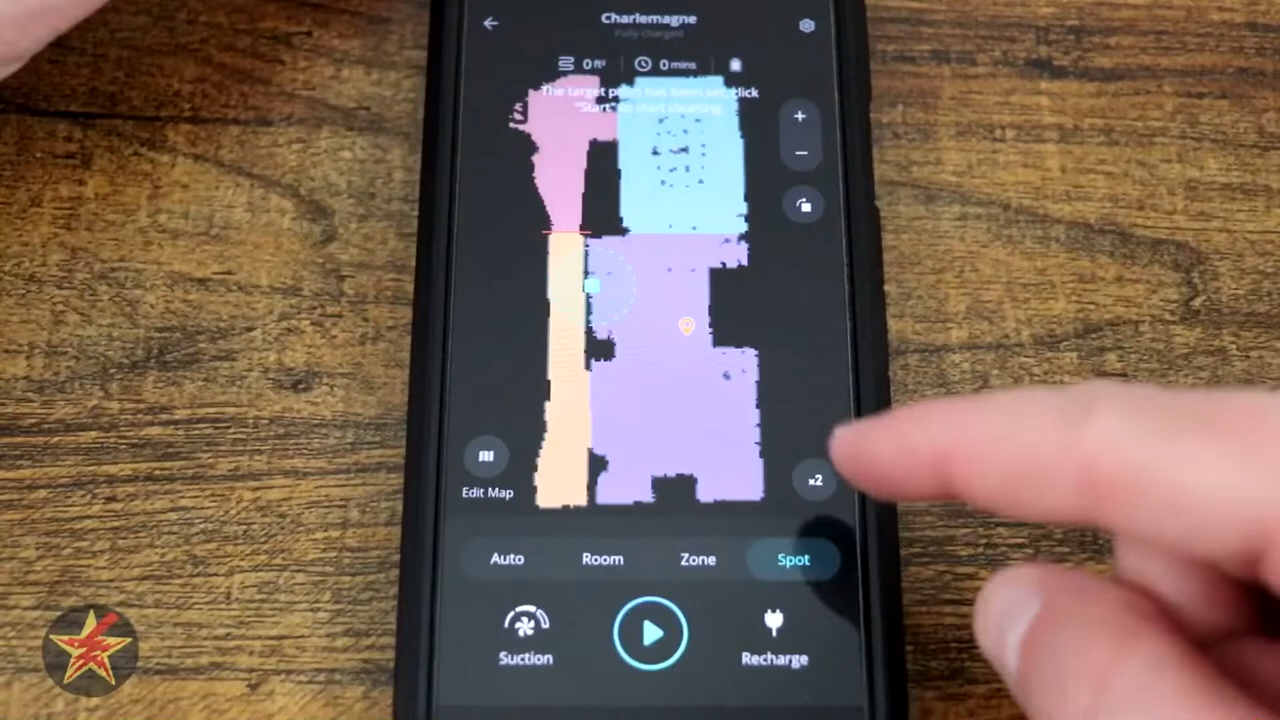 Charlemagne
Fully charged
0 ft²
0 mins
The target point has been set, click
"Start" to start cleaning.
+
−
Edit Map
×2
Auto
Room
Zone
Spot
Suction
Recharge